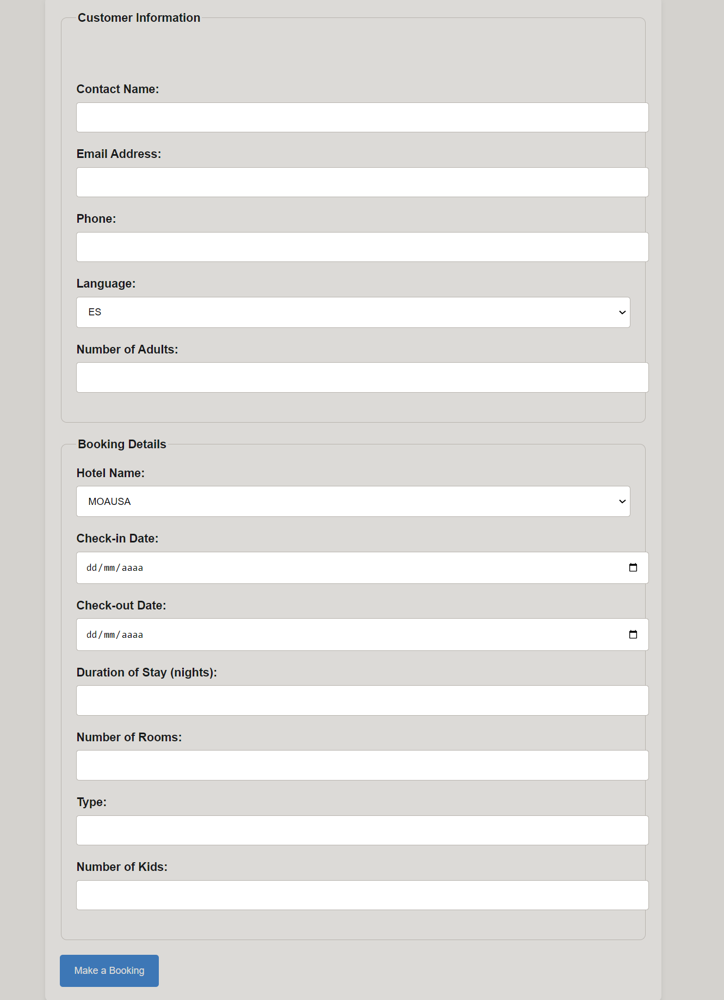 Customer Information
Contact Name:
Email Address:
Phone:
Language:
ES
Number of Adults:
Booking Details
Hotel Name:
MOAUSA
Check-in Date:
dd/mm/aaaa
Check-out Date:
dd/mm/aaaa
Duration of Stay (nights):
Number of Rooms:
Type:
Number of Kids:
Make a Booking